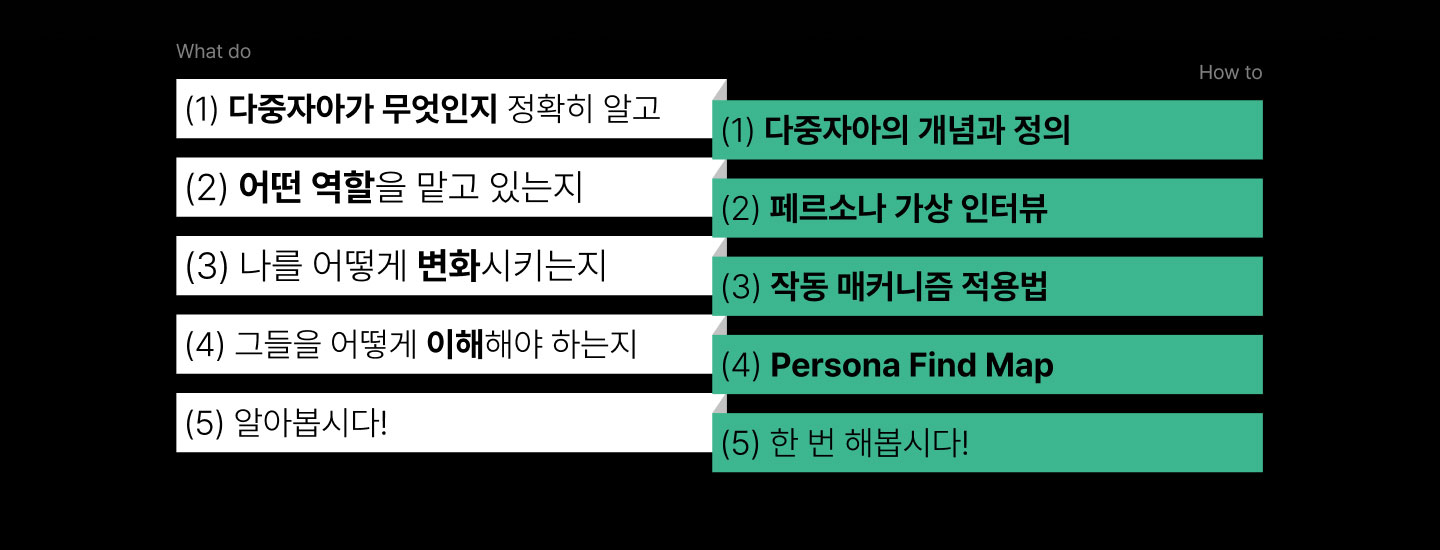 What do
(1) 다중자아가 무엇인지 정확히 알고
(2) 어떤 역할을 맡고 있는지
(3) 나를 어떻게 변화시키는지
(4) 그들을 어떻게 이해해야 하는지
(5) 알아봅시다!
How to
(1) 다중자아의 개념과 정의
(2) 페르소나 가상 인터뷰
(3) 작동 매커니즘 적용법
(4) Persona Find Map
(5) 한 번 해봅시다!